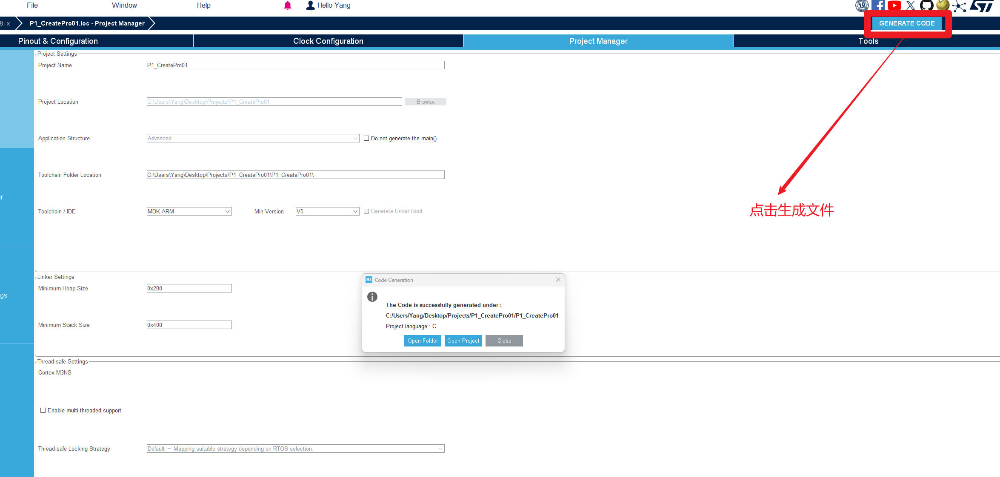 File Window Help Hello Yang
8Tx P1_CreatePro01.ioc - Project Manager GENERATE CODE
Pinout & Configuration Clock Configuration Project Manager Tools
Project Settings
Project Name P1_CreatePro01
Project Location C:\Users\Yang\Desktop\Projects\P1_CreatePro01 Browse
Application Structure Advanced Do not generate the main()
Toolchain Folder Location C:\Users\Yang\Desktop\Projects\P1_CreatePro01\P1_CreatePro01\
or
Toolchain / IDE MDK-ARM Min Version V5 Generate Under Root
点击生成文件
Linker Settings
Minimum Heap Size 0x200
gs
Minimum Stack Size 0x400
MX Code Generation
The Code is successfully generated under :
C:/Users/Yang/Desktop/Projects/P1_CreatePro01/P1_CreatePro01
Project language : C
Open Folder Open Project Close
Thread-safe Settings
Cortex-M3NS
Enable multi-threaded support
Thread-safe Locking Strategy Default - Mapping suitable strategy depending on RTOS selection.